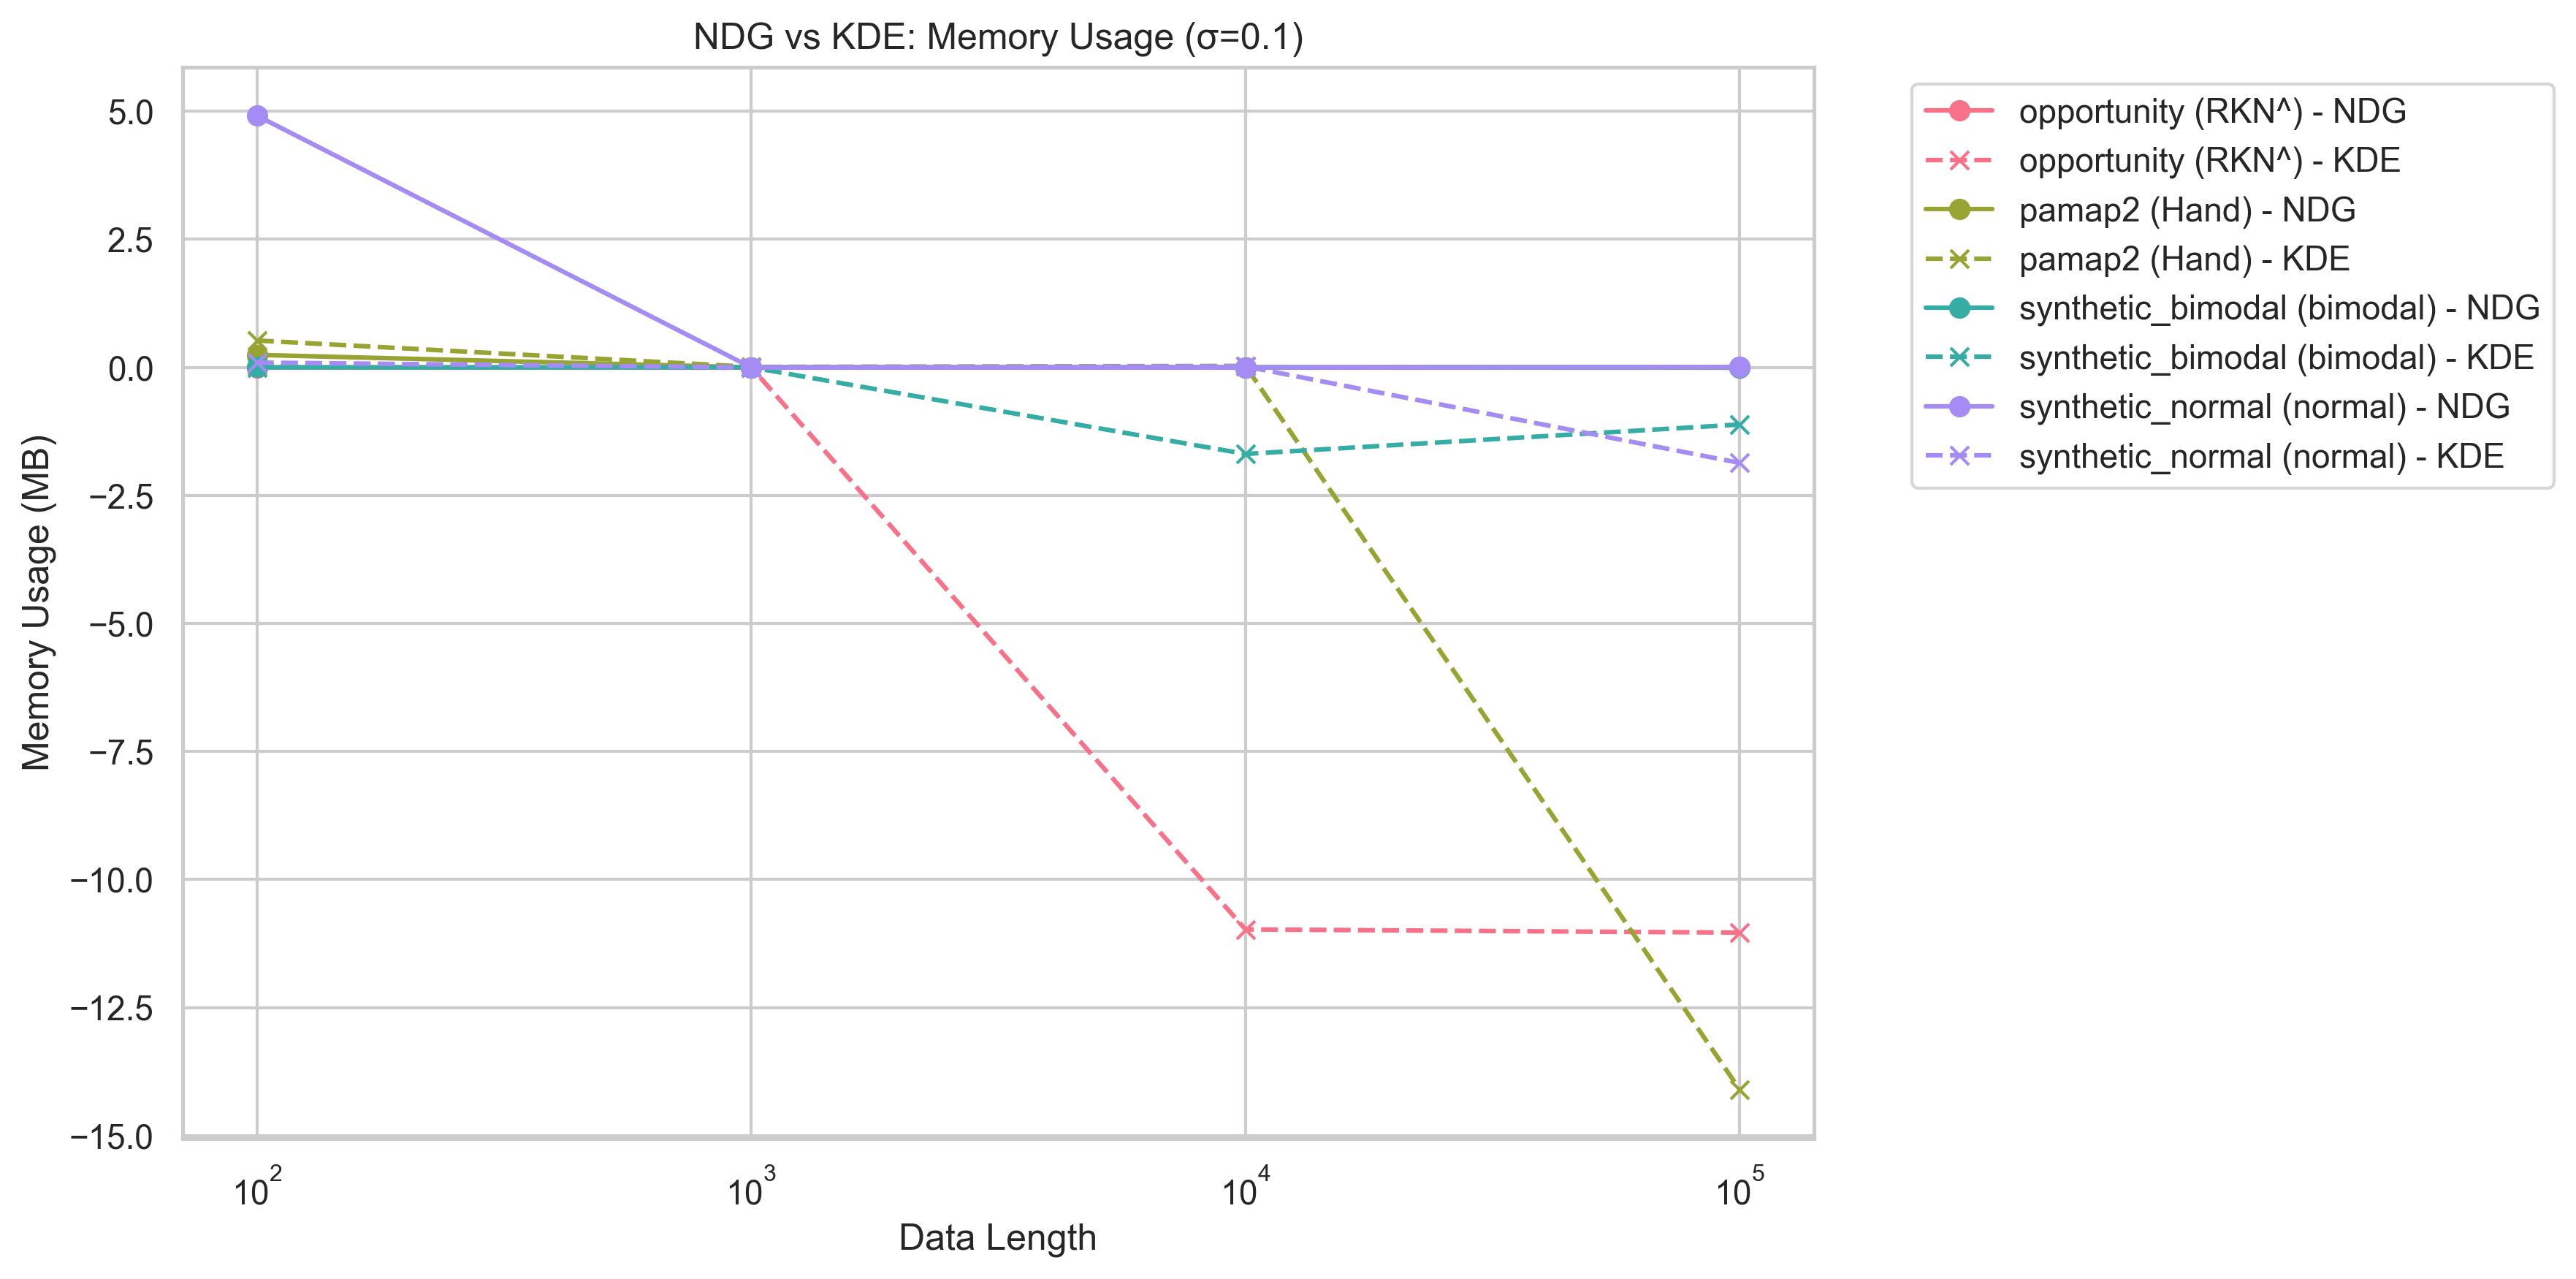 NDG vs KDE: Memory Usage (σ=0.1)
5.0
2.5
0.0
−2.5
−5.0
−7.5
−10.0
−12.5
−15.0
Memory Usage (MB)
10^2
10^3
10^4
10^5
Data Length
opportunity (RKN^) - NDG
opportunity (RKN^) - KDE
pamap2 (Hand) - NDG
pamap2 (Hand) - KDE
synthetic_bimodal (bimodal) - NDG
synthetic_bimodal (bimodal) - KDE
synthetic_normal (normal) - NDG
synthetic_normal (normal) - KDE